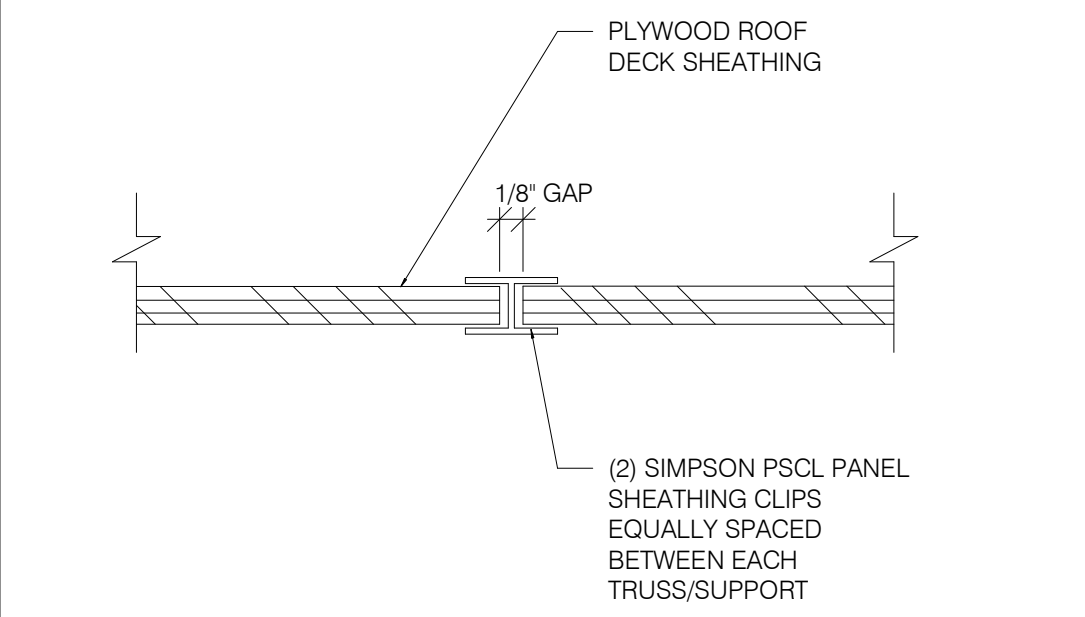 PLYWOOD ROOF
DECK SHEATHING
1/8" GAP
(2) SIMPSON PSCL PANEL
SHEATHING CLIPS
EQUALLY SPACED
BETWEEN EACH
TRUSS/SUPPORT